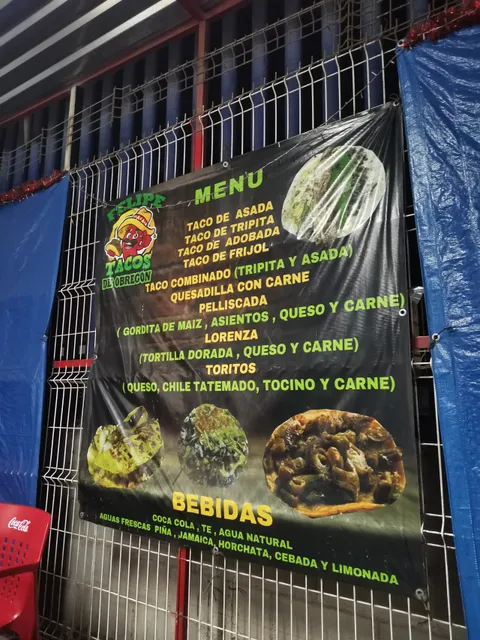 FELIPE
TACOS
DE OBREGON
MENU
TACO DE ASADA
TACO DE TRIPITA
TACO DE ADOBADA
TACO DE FRIJOL
TACO COMBINADO (TRIPITA Y ASADA)
QUESADILLA CON CARNE
PELLISCADA
( GORDITA DE MAIZ , ASIENTOS , QUESO Y CARNE)
LORENZA
(TORTILLA DORADA , QUESO Y CARNE)
TORITOS
( QUESO, CHILE TATEMADO, TOCINO Y CARNE)
BEBIDAS
COCA COLA , TE , AGUA NATURAL
AGUAS FRESCAS PIÑA , JAMAICA, HORCHATA, CEBADA Y LIMONADA
Coca-Cola